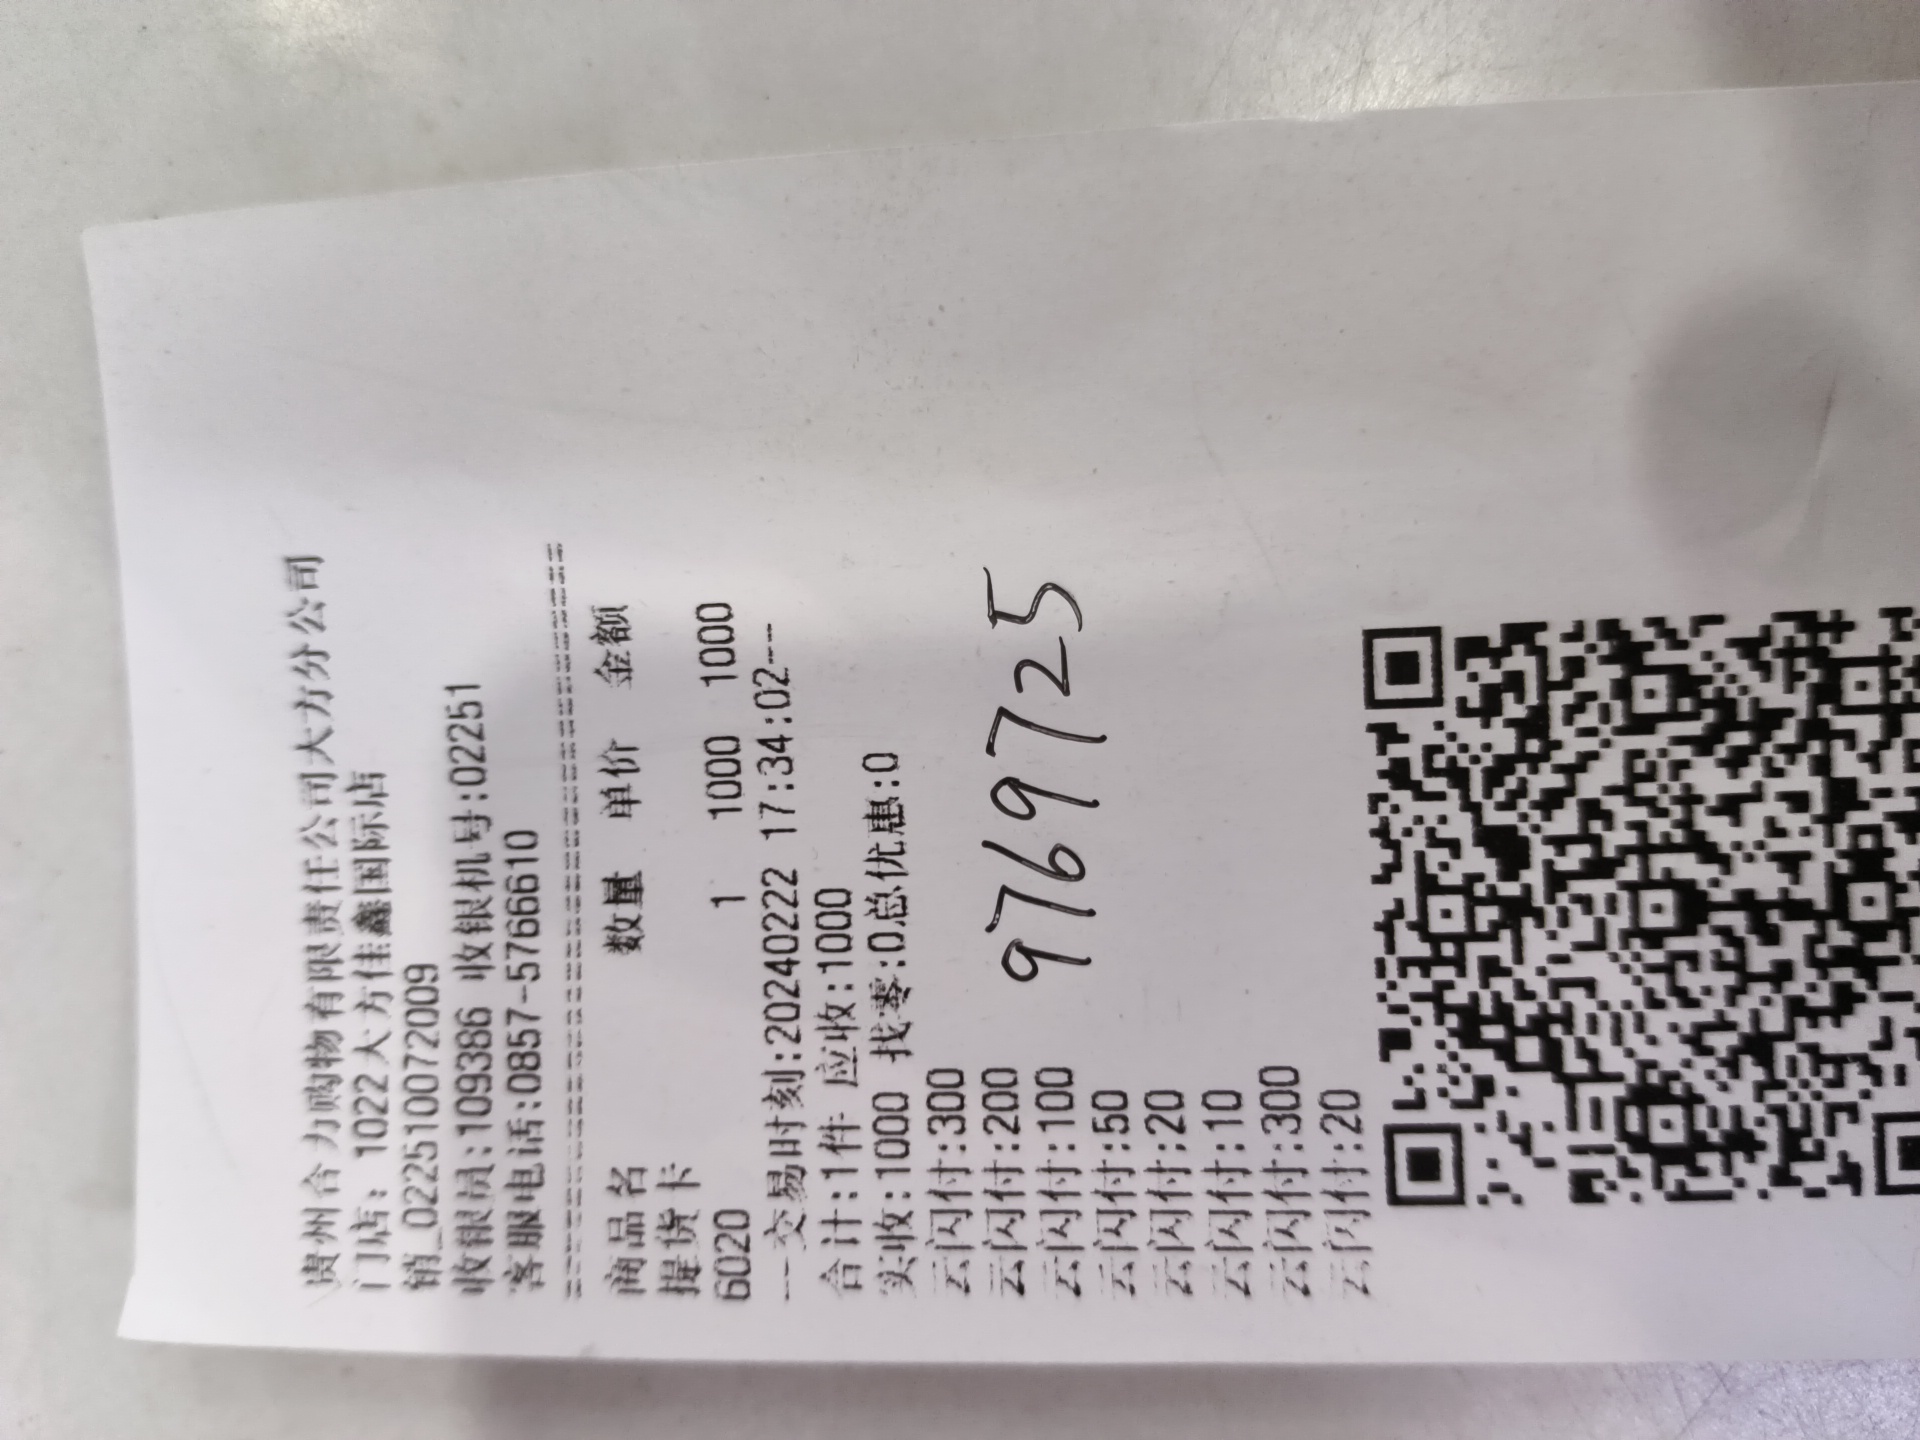 贵州合力购物有限责任公司大方分公司
门店: 1022大方佳鑫国际店
销_0225100720009
收银员:109386 收银机号:02251
客服电话:0857-5766610
商品名 数量 单价 金额
提货卡
6020 1 1000 1000
---交易时刻:20240222 17:34:02---
合计:1件 应收:1000
实收:1000 找零:0总优惠:0
云闪付:300
云闪付:200
云闪付:100
云闪付:50
云闪付:20
云闪付:10
云闪付:300
云闪付:20
9769725